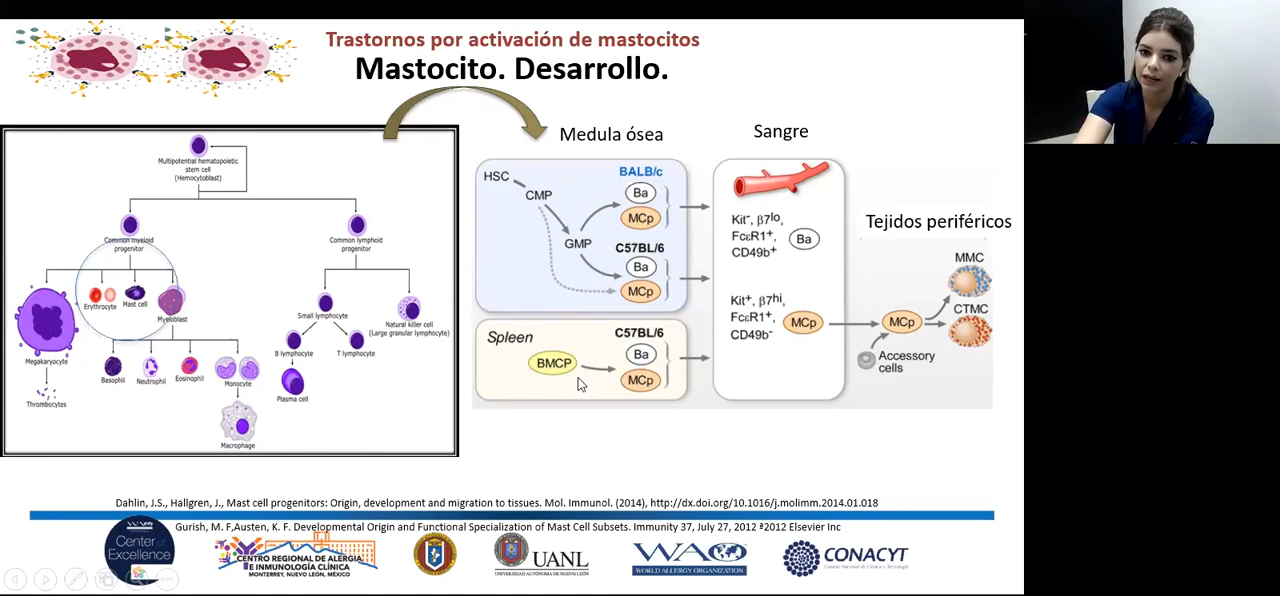 Trastornos por activación de mastocitos
Mastocito. Desarrollo.
Multipotential hematopoietic
stem cell
(Hemocytoblast)
Common myeloid
progenitor
Common lymphoid
progenitor
Erythrocyte
Mast cell
Myeloblast
Megakaryocyte
Thrombocytes
Basophil
Neutrophil
Eosinophil
Monocyte
Macrophage
Small lymphocyte
Natural killer cell
(Large granular lymphocyte)
B lymphocyte
T lymphocyte
Plasma cell
Medula ósea
HSC
CMP
GMP
BALB/c
Ba
MCp
C57BL/6
Ba
MCp
Spleen
BMCP
C57BL/6
Ba
MCp
Sangre
Kit⁻, β7ˡᵒ,
FcεR1⁺,
CD49b⁺
Ba
Kit⁺, β7ʰⁱ,
FcεR1⁺,
CD49b⁻
MCp
Tejidos periféricos
MMC
CTMC
MCp
Accessory
cells
Dahlin, J.S., Hallgren, J., Mast cell progenitors: Origin, development and migration to tissues. Mol. Immunol. (2014), http://dx.doi.org/10.1016/j.molimm.2014.01.018
Gurish, M. F,Austen, K. F. Developmental Origin and Functional Specialization of Mast Cell Subsets. Immunity 37, July 27, 2012 ª2012 Elsevier Inc
WAO
Center of
Excellence
CENTRO REGIONAL DE ALERGIA
E INMUNOLOGÍA CLÍNICA
MONTERREY, NUEVO LEÓN, MÉXICO
UANL
UNIVERSIDAD AUTÓNOMA DE NUEVO LEÓN
WAO
WORLD ALLERGY ORGANIZATION
CONACYT
Consejo Nacional de Ciencia y Tecnología